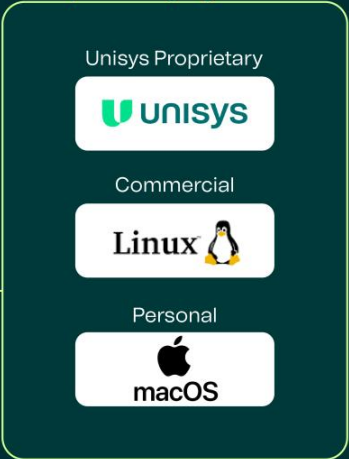 Unisys Proprietary
UNISYS
Commercial
Linux
Personal
macOS